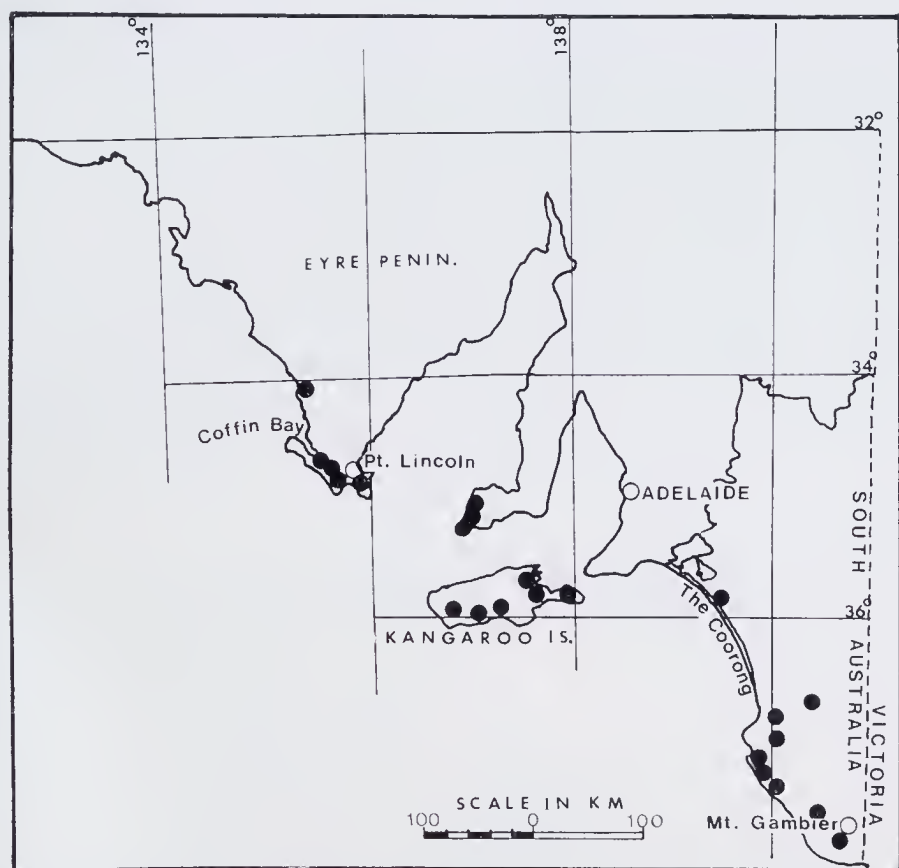 134°
138°
32°
EYRE PENIN.
34°
Coffin Bay
Pt. Lincoln
ADELAIDE
SOUTH AUSTRALIA
VICTORIA
The Coorong
36°
KANGAROO IS.
SCALE IN KM
100 0 100
Mt. Gambier